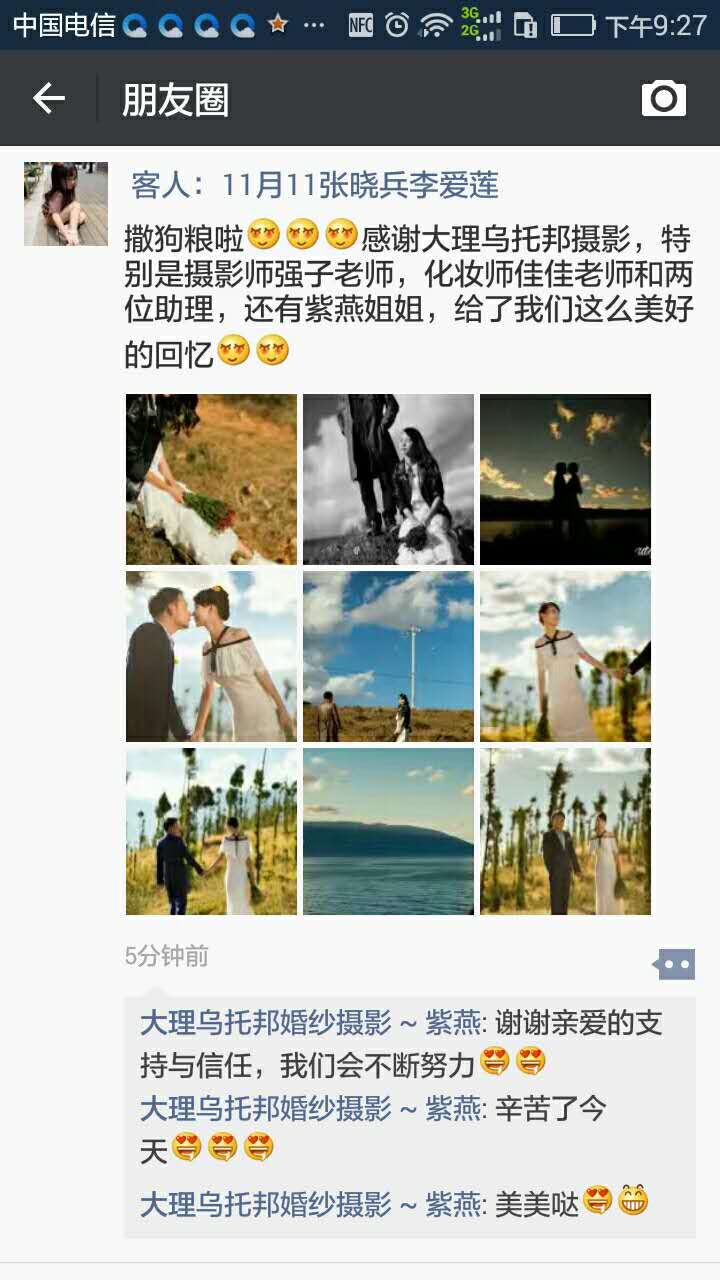 中国电信 NFC 3G 2G 下午9:27
朋友圈
客人：11月11张晓兵李爱莲
撒狗粮啦感谢大理乌托邦摄影，特
别是摄影师强子老师，化妆师佳佳老师和两
位助理，还有紫燕姐姐，给了我们这么美好
的回忆
5分钟前
大理乌托邦婚纱摄影 ~ 紫燕: 谢谢亲爱的支
持与信任，我们会不断努力
大理乌托邦婚纱摄影 ~ 紫燕: 辛苦了今
天
大理乌托邦婚纱摄影 ~ 紫燕: 美美哒